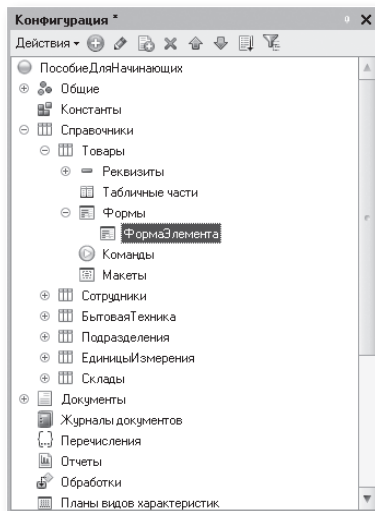 Конфигурация *
Действия
ПособиеДляНачинающих
Общие
Константы
Справочники
Товары
Реквизиты
Табличные части
Формы
ФормаЭлемента
Команды
Макеты
Сотрудники
БытоваяТехника
Подразделения
ЕдиницыИзмерения
Склады
Документы
Журналы документов
Перечисления
Отчеты
Обработки
Планы видов характеристик